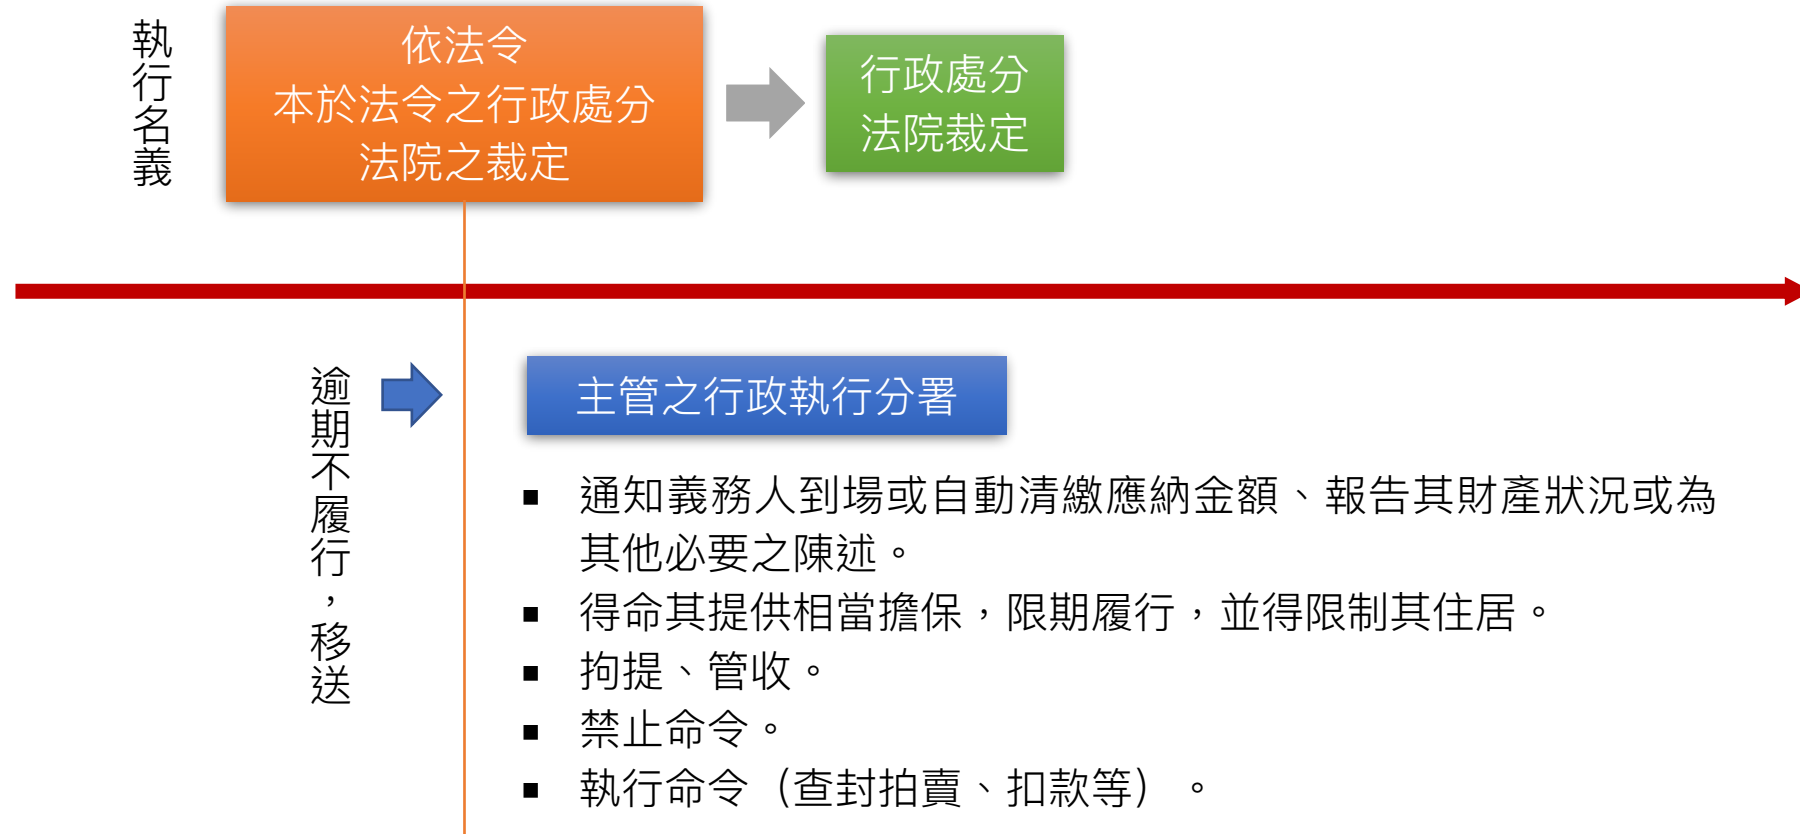 執行名義
依法令
本於法令之行政處分
法院之裁定
行政處分
法院裁定
逾期不履行，移送
主管之行政執行分署
▪ 通知義務人到場或自動清繳應納金額、報告其財產狀況或為
其他必要之陳述。
▪ 得命其提供相當擔保，限期履行，並得限制其住居。
▪ 拘提、管收。
▪ 禁止命令。
▪ 執行命令（查封拍賣、扣款等）。